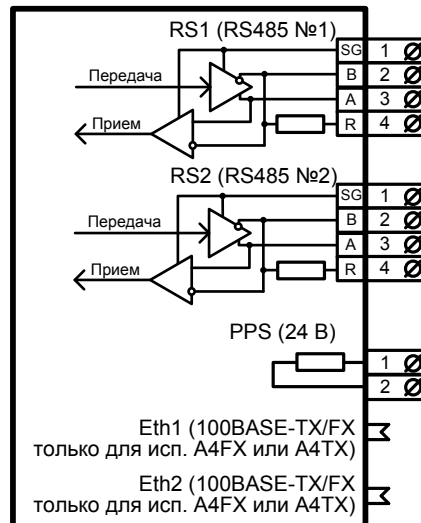 RS1 (RS485 №1)
SG 1
B 2
Передача
A 3
Прием
R 4
RS2 (RS485 №2)
SG 1
B 2
Передача
A 3
Прием
R 4
PPS (24 В)
1
2
Eth1 (100BASE-TX/FX
только для исп. A4FX или A4TX)
Eth2 (100BASE-TX/FX
только для исп. A4FX или A4TX)